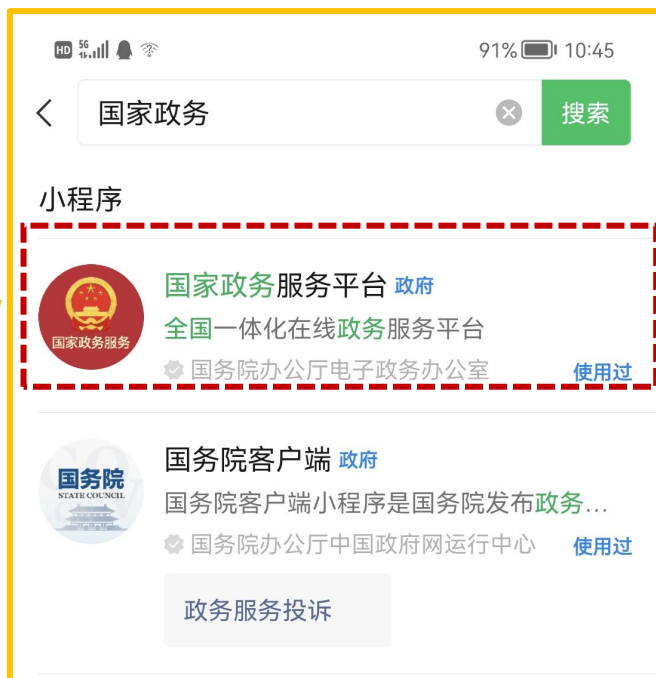 HD 5G 91% 10:45
国家政务 搜索
小程序
国家政务服务平台 政府
全国一体化在线政务服务平台
国家政务服务
国务院办公厅电子政务办公室 使用过
国务院客户端 政府
国务院
STATE COUNCIL
国务院客户端小程序是国务院发布政务...
国务院办公厅中国政府网运行中心 使用过
政务服务投诉